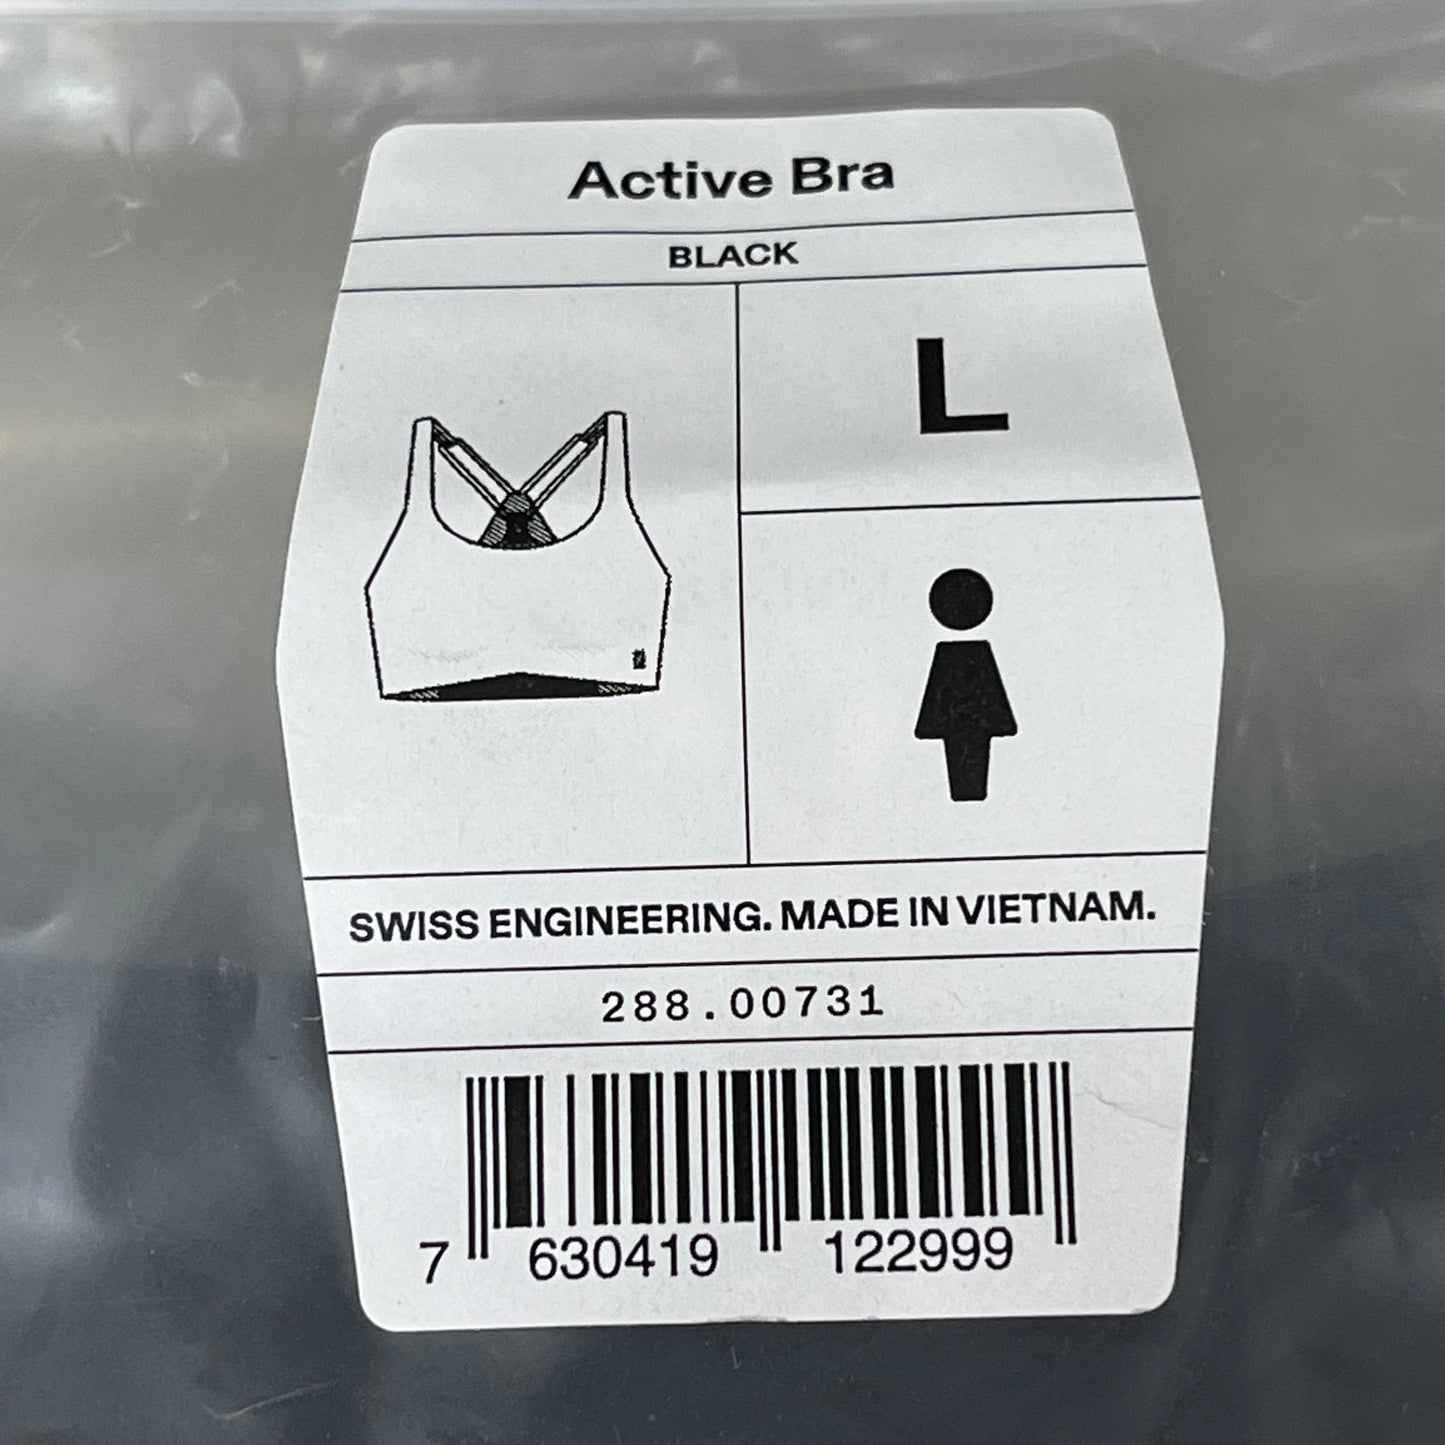 Active Bra
BLACK
L
SWISS ENGINEERING. MADE IN VIETNAM.
288.00731
7 630419 122999